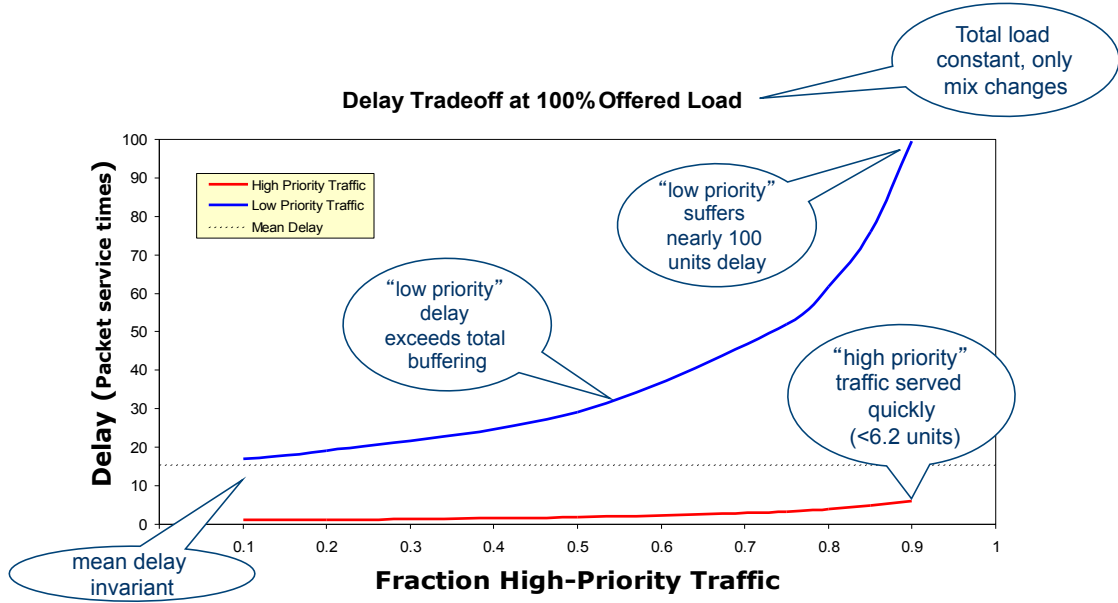 Total load
constant, only
mix changes
Delay Tradeoff at 100% Offered Load
Delay (Packet service times)
100
90
80
70
60
50
40
30
20
10
0
High Priority Traffic
Low Priority Traffic
Mean Delay
“low priority”
suffers
nearly 100
units delay
“low priority”
delay
exceeds total
buffering
“high priority”
traffic served
quickly
(<6.2 units)
0.1 0.2 0.3 0.4 0.5 0.6 0.7 0.8 0.9 1
mean delay
invariant
Fraction High-Priority Traffic